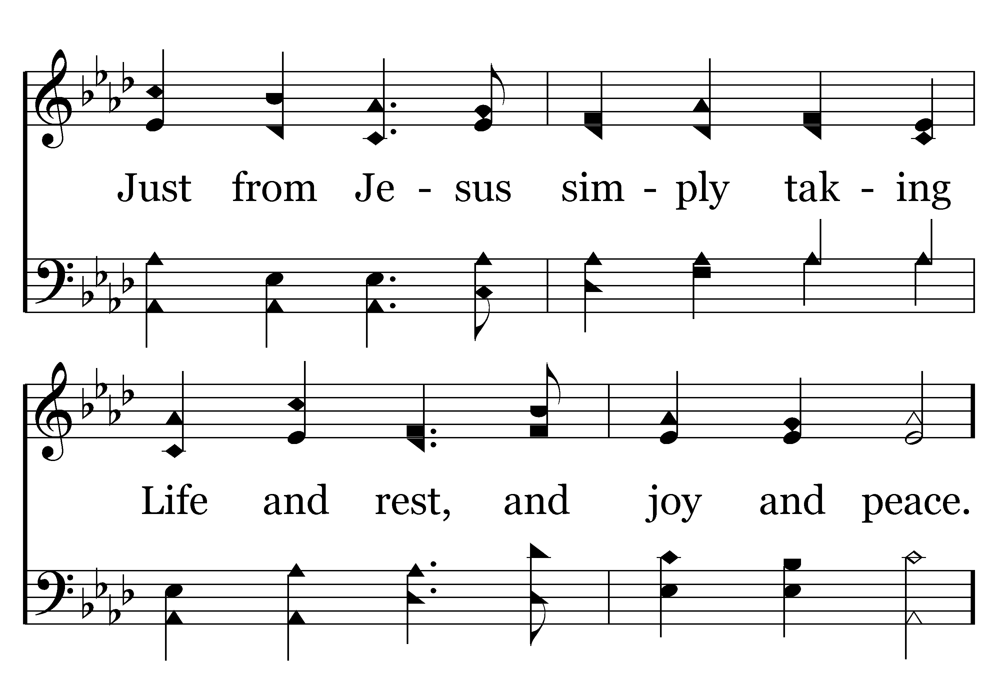 Just from Je - sus sim - ply tak - ing
Life and rest, and joy and peace.